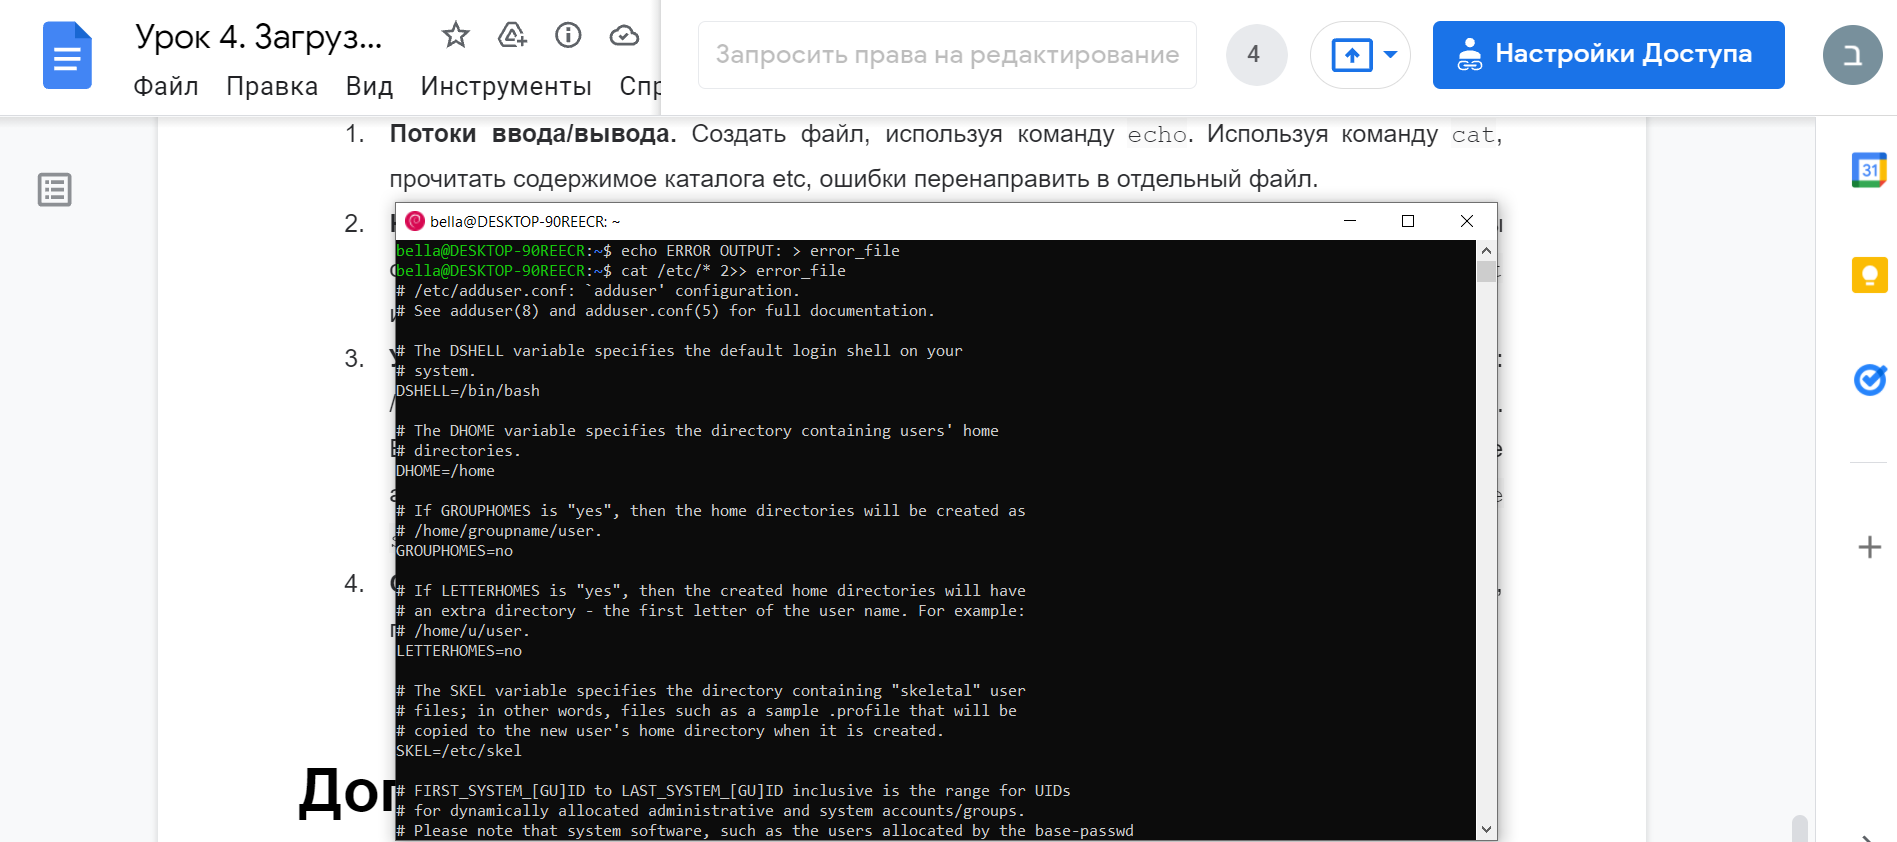 Урок 4. Загруз...
Файл Правка Вид Инструменты Спр
Запросить права на редактирование
4
Настройки Доступа
ב
31
1. Потоки ввода/вывода. Создать файл, используя команду echo. Используя команду cat,
прочитать содержимое каталога etc, ошибки перенаправить в отдельный файл.
2.
3.
4.
Доп
bella@DESKTOP-90REECR: ~
bella@DESKTOP-90REECR:~$ echo ERROR OUTPUT: > error_file
bella@DESKTOP-90REECR:~$ cat /etc/* 2>> error_file
# /etc/adduser.conf: `adduser' configuration.
# See adduser(8) and adduser.conf(5) for full documentation.
# The DSHELL variable specifies the default login shell on your
# system.
DSHELL=/bin/bash
# The DHOME variable specifies the directory containing users' home
# directories.
DHOME=/home
# If GROUPHOMES is "yes", then the home directories will be created as
# /home/groupname/user.
GROUPHOMES=no
# If LETTERHOMES is "yes", then the created home directories will have
# an extra directory - the first letter of the user name. For example:
# /home/u/user.
LETTERHOMES=no
# The SKEL variable specifies the directory containing "skeletal" user
# files; in other words, files such as a sample .profile that will be
# copied to the new user's home directory when it is created.
SKEL=/etc/skel
# FIRST_SYSTEM_[GU]ID to LAST_SYSTEM_[GU]ID inclusive is the range for UIDs
# for dynamically allocated administrative and system accounts/groups.
# Please note that system software, such as the users allocated by the base-passwd